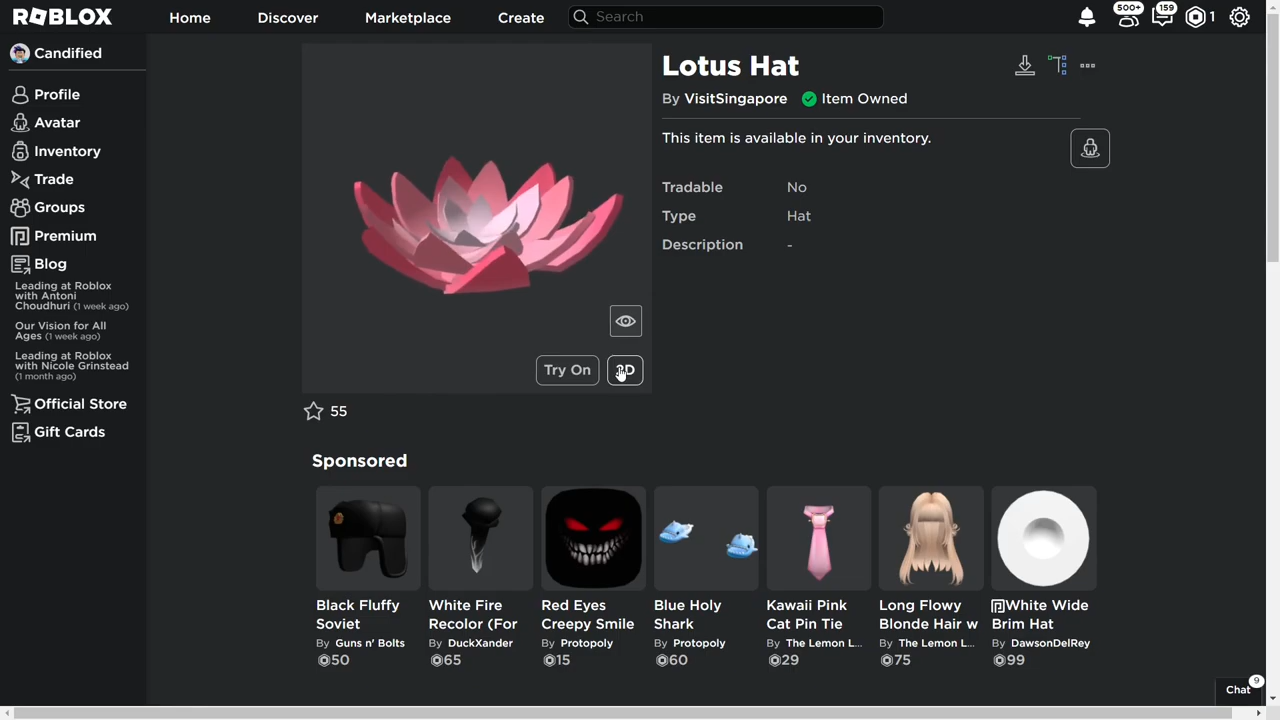 ROBLOX
Home
Discover
Marketplace
Create
Search
500+
159
1
Candified
Profile
Avatar
Inventory
Trade
Groups
Premium
Blog
Leading at Roblox
with Antoni
Choudhuri (1 week ago)
Our Vision for All
Ages (1 week ago)
Leading at Roblox
with Nicole Grinstead
(1 month ago)
Official Store
Gift Cards
Lotus Hat
By VisitSingapore Item Owned
This item is available in your inventory.
Tradable No
Type Hat
Description -
Try On
55
Sponsored
Black Fluffy
Soviet
By Guns n' Bolts
50
White Fire
Recolor (For
By DuckXander
65
Red Eyes
Creepy Smile
By Protopoly
15
Blue Holy
Shark
By Protopoly
60
Kawaii Pink
Cat Pin Tie
By The Lemon L...
29
Long Flowy
Blonde Hair w
By The Lemon L...
75
White Wide
Brim Hat
By DawsonDelRey
99
Chat
9